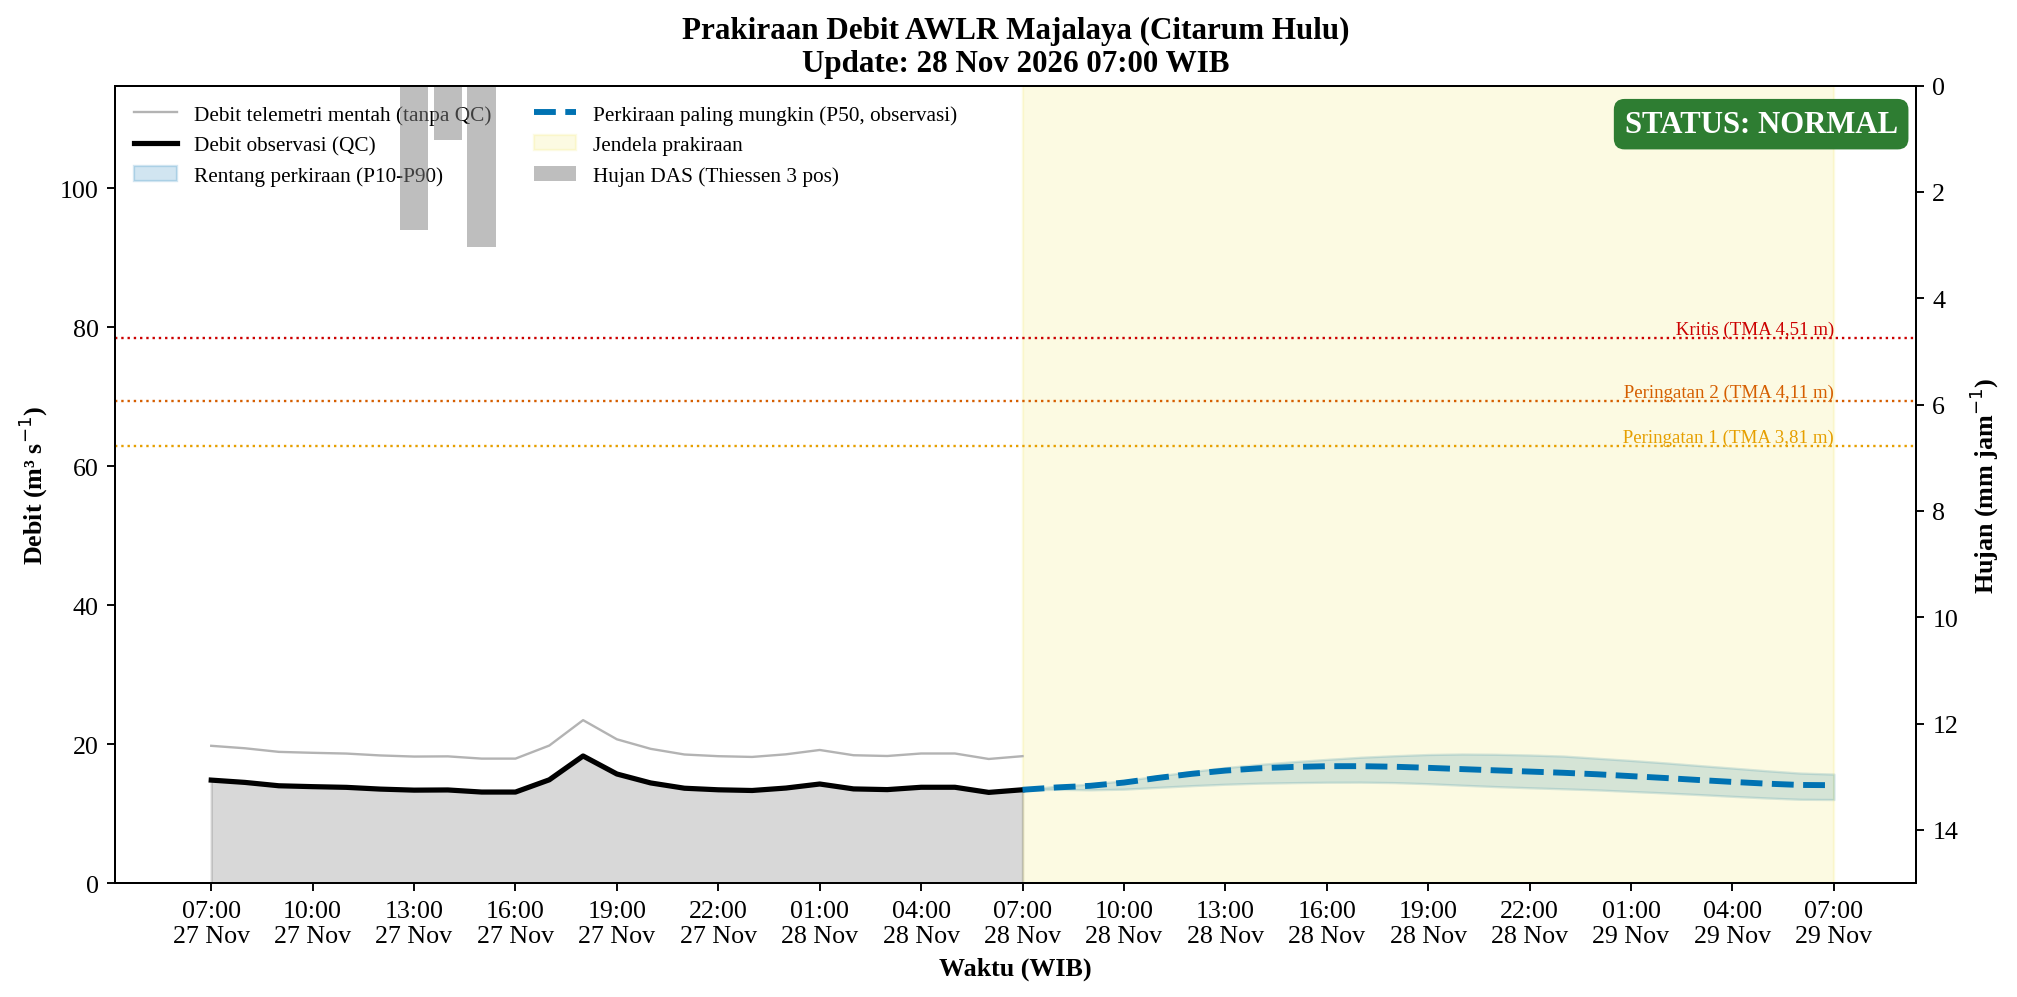 Prakiraan Debit AWLR Majalaya (Citarum Hulu)
Update: 28 Nov 2026 07:00 WIB
Debit telemetri mentah (tanpa QC)
Debit observasi (QC)
Rentang perkiraan (P10-P90)
Perkiraan paling mungkin (P50, observasi)
Jendela prakiraan
Hujan DAS (Thiessen 3 pos)
STATUS: NORMAL
Kritis (TMA 4,51 m)
Peringatan 2 (TMA 4,11 m)
Peringatan 1 (TMA 3,81 m)
Debit (m³ s⁻¹)
100
80
60
40
20
0
Hujan (mm jam⁻¹)
0
2
4
6
8
10
12
14
07:00 10:00 13:00 16:00 19:00 22:00 01:00 04:00 07:00 10:00 13:00 16:00 19:00 22:00 01:00 04:00 07:00
27 Nov 27 Nov 27 Nov 27 Nov 27 Nov 27 Nov 28 Nov 28 Nov 28 Nov 28 Nov 28 Nov 28 Nov 28 Nov 28 Nov 29 Nov 29 Nov 29 Nov
Waktu (WIB)